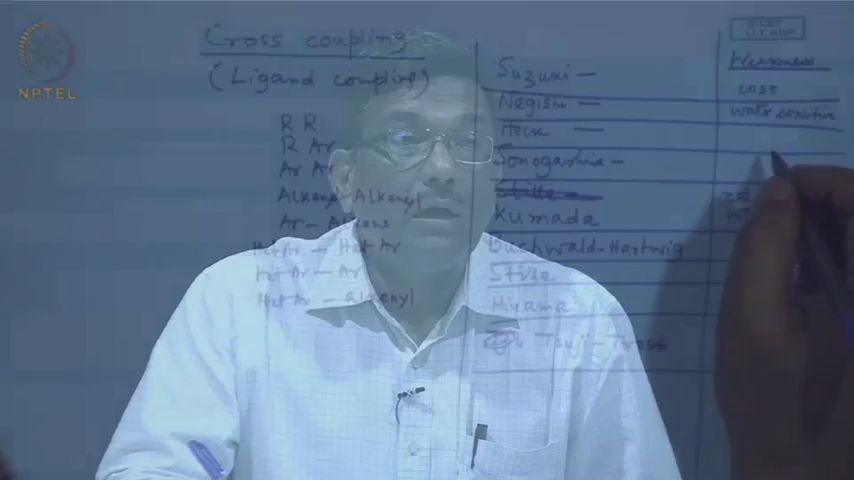 NPTEL
Cross coupling
(Ligand coupling)
R R
R Ar
Ar Ar
Alkenyl-Alkenyl
Ar-Alkene
Het Ar - Het Ar
Het Ar - Ar
Het Ar - alkenyl
Suzuki -
Negishi -
Heck -
Sonogashira -
Stille
Kumada
Buchwald-Hartwig
Stille
Hiyama
Tsuji-Trost
I.I.T. KGP
Weakness
cost
water sensitive